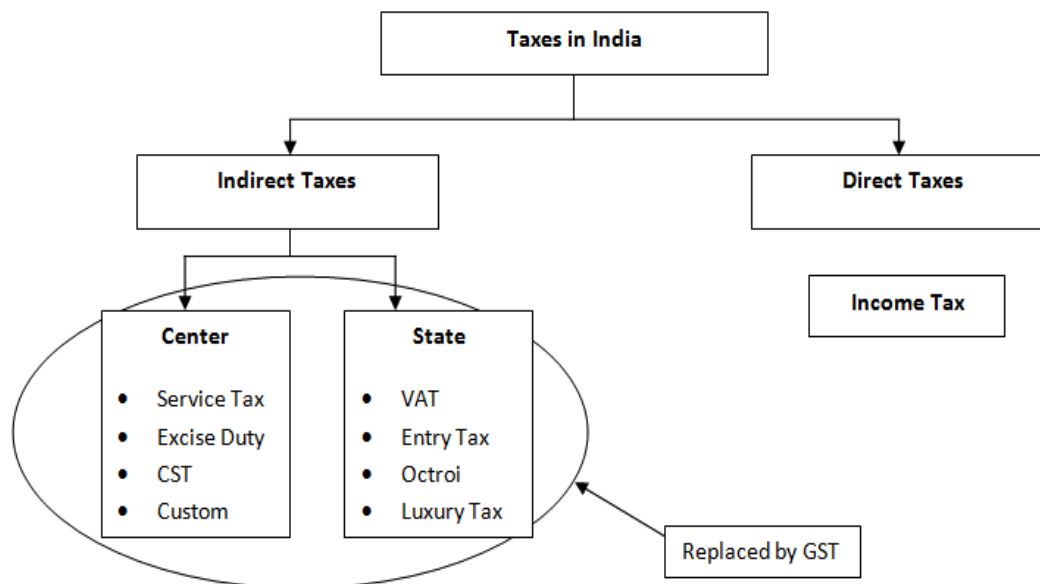 Taxes in India
Indirect Taxes
Direct Taxes
Income Tax
Center
• Service Tax
• Excise Duty
• CST
• Custom
State
• VAT
• Entry Tax
• Octroi
• Luxury Tax
Replaced by GST